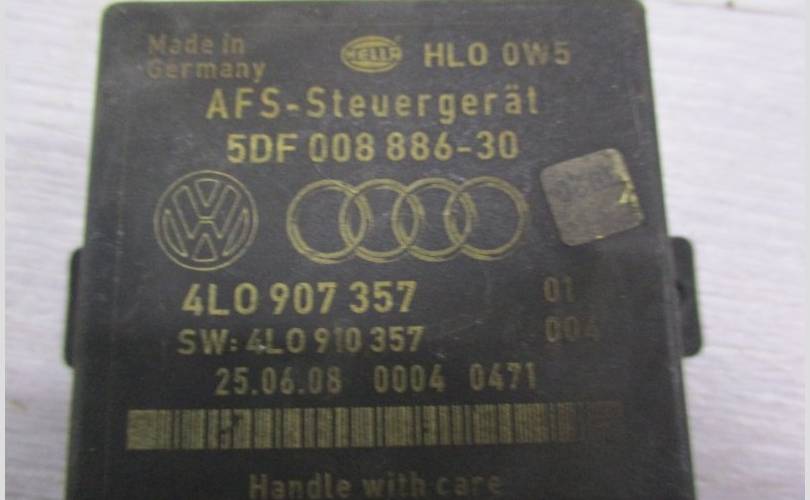 Made in
Germany
HELLA
HLO 0W5
AFS-Steuergerät
5DF 008 886-30
4L0 907 357
01
SW: 4L0 910 357
004
25.06.08 0004 0471
Handle with care